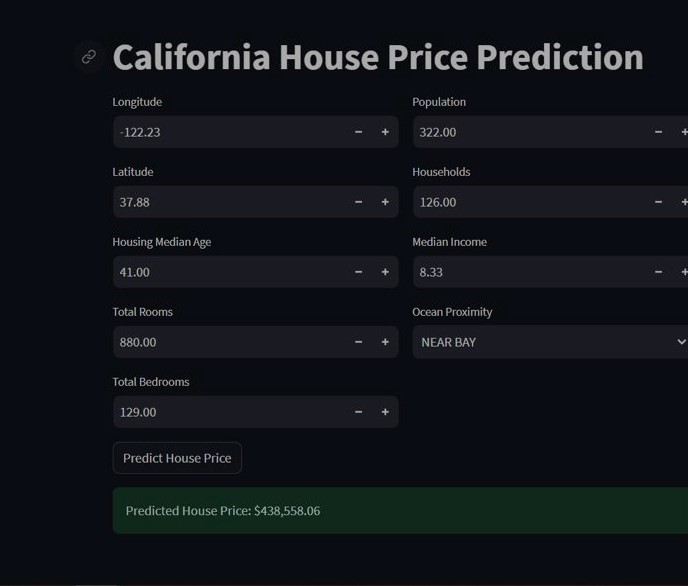 California House Price Prediction
Longitude
-122.23
Latitude
37.88
Housing Median Age
41.00
Total Rooms
880.00
Total Bedrooms
129.00
Population
322.00
Households
126.00
Median Income
8.33
Ocean Proximity
NEAR BAY
Predict House Price
Predicted House Price: $438,558.06